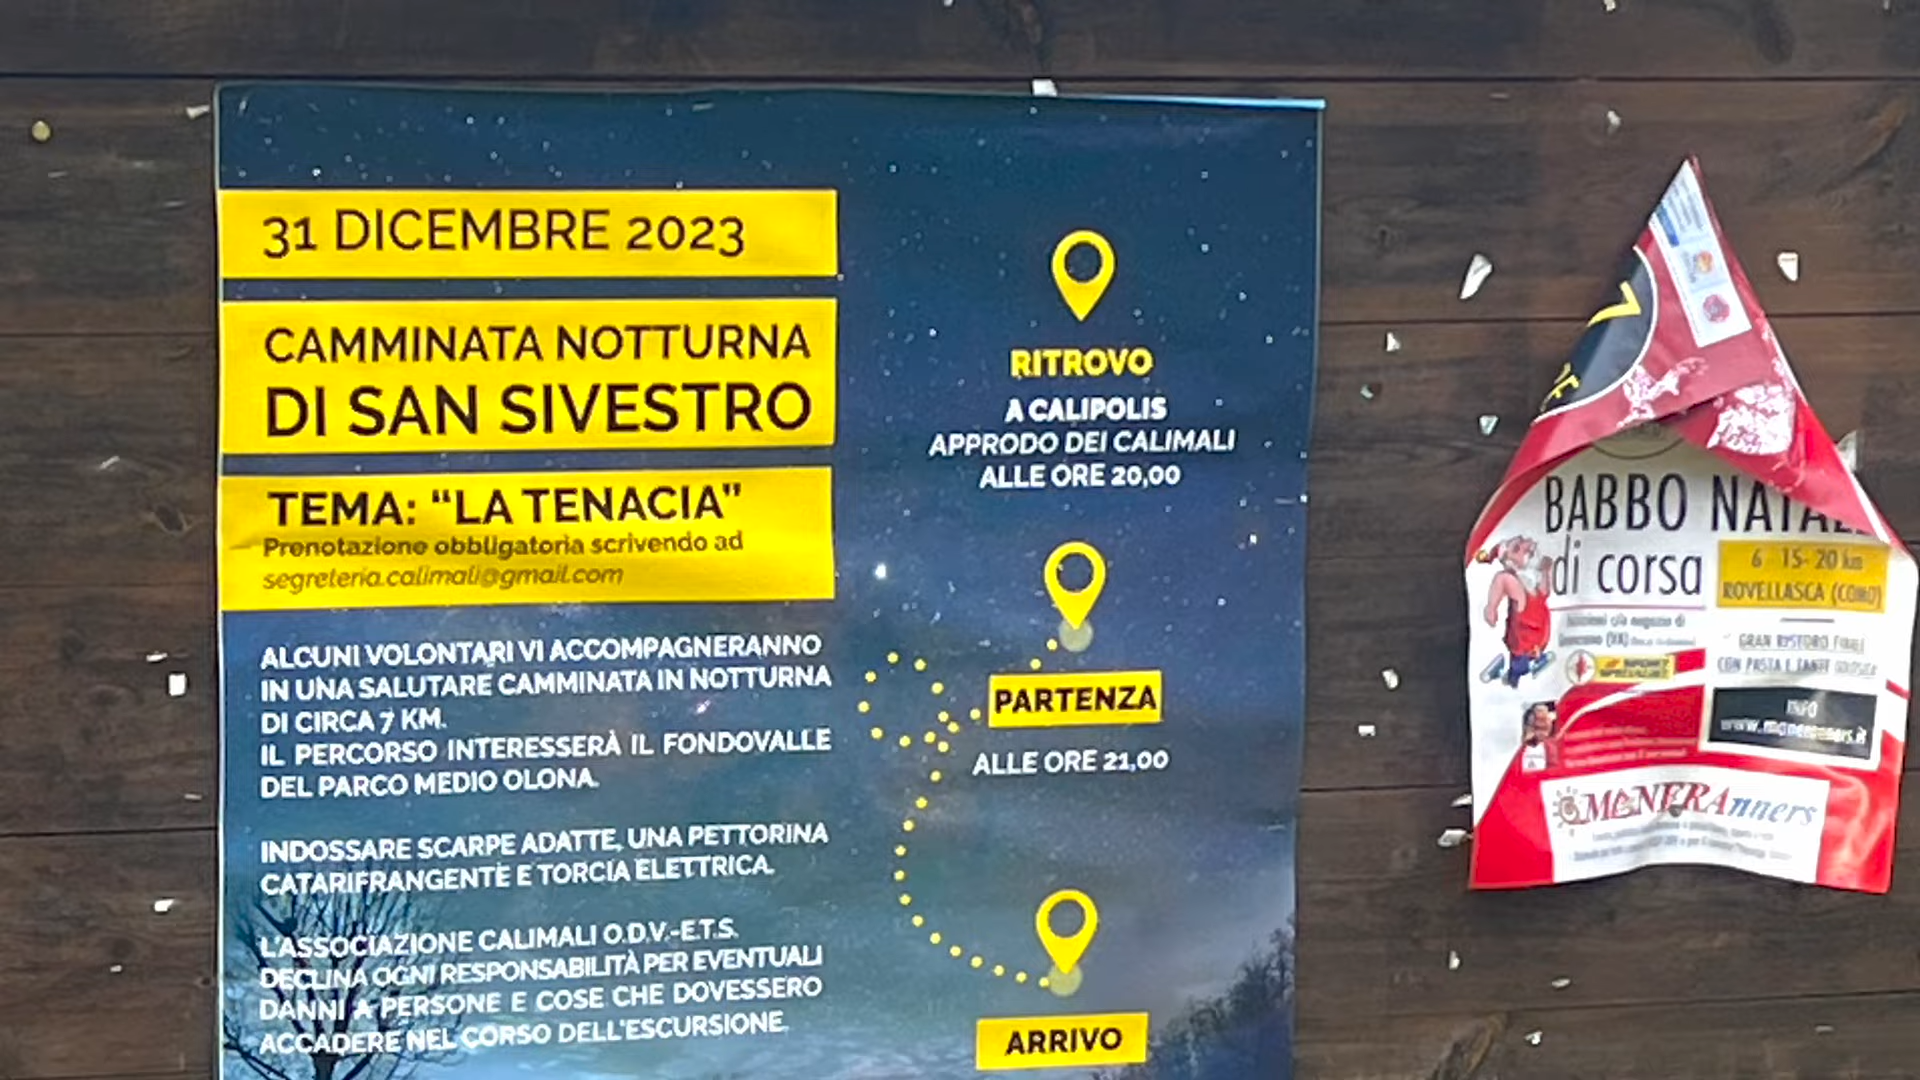 31 DICEMBRE 2023
CAMMINATA NOTTURNA
DI SAN SIVESTRO
TEMA: “LA TENACIA”
Prenotazione obbligatoria scrivendo ad
segreteria.calimali@gmail.com
ALCUNI VOLONTARI VI ACCOMPAGNERANNO
IN UNA SALUTARE CAMMINATA IN NOTTURNA
DI CIRCA 7 KM.
IL PERCORSO INTERESSERÀ IL FONDOVALLE
DEL PARCO MEDIO OLONA.
INDOSSARE SCARPE ADATTE, UNA PETTORINA
CATARIFRANGENTE E TORCIA ELETTRICA.
L'ASSOCIAZIONE CALIMALI O.D.V.-E.T.S.
DECLINA OGNI RESPONSABILITÀ PER EVENTUALI
DANNI A PERSONE E COSE CHE DOVESSERO
ACCADERE NEL CORSO DELL'ESCURSIONE.
RITROVO
A CALIPOLIS
APPRODO DEI CALIMALI
ALLE ORE 20,00
PARTENZA
ALLE ORE 21,00
ARRIVO
7
BABBO NATALE
di corsa
6 - 15 - 20 km
ROVELLASCA (COMO)
GRAN RISTORO FINALE
CON PASTA E TANTE
INFO
MONERAnners